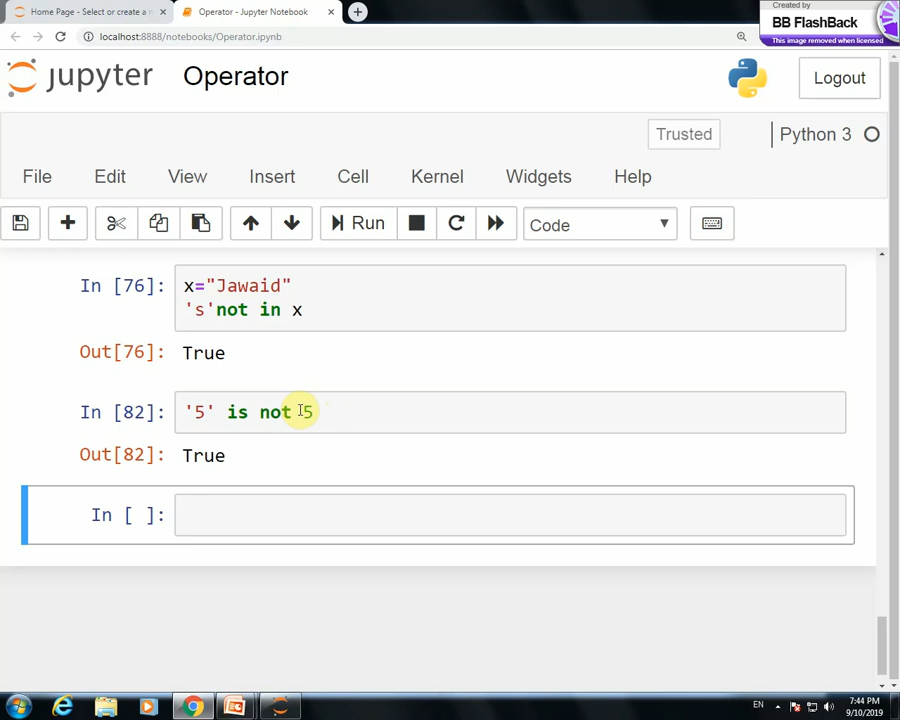 Home Page - Select or create a n
Operator - Jupyter Notebook
Created by
BB FlashBack
This image removed when licensed
localhost:8888/notebooks/Operator.ipynb
jupyter
Operator
Logout
Trusted
Python 3
File
Edit
View
Insert
Cell
Kernel
Widgets
Help
Run
Code
In [76]:
x="Jawaid"
's'not in x
Out[76]:
True
In [82]:
'5' is not 5
Out[82]:
True
In [ ]:
EN
7:44 PM
9/10/2019